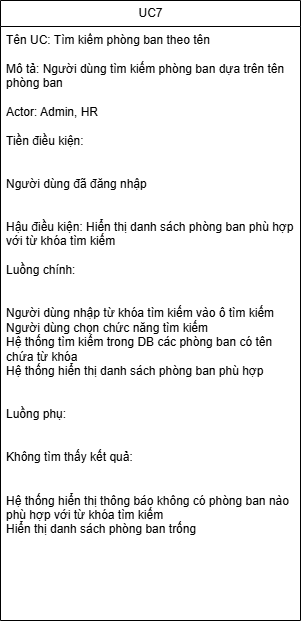 UC7
Tên UC: Tìm kiếm phòng ban theo tên
Mô tả: Người dùng tìm kiếm phòng ban dựa trên tên
phòng ban
Actor: Admin, HR
Tiền điều kiện:
Người dùng đã đăng nhập
Hậu điều kiện: Hiển thị danh sách phòng ban phù hợp
với từ khóa tìm kiếm
Luồng chính:
Người dùng nhập từ khóa tìm kiếm vào ô tìm kiếm
Người dùng chọn chức năng tìm kiếm
Hệ thống tìm kiếm trong DB các phòng ban có tên
chứa từ khóa
Hệ thống hiển thị danh sách phòng ban phù hợp
Luồng phụ:
Không tìm thấy kết quả:
Hệ thống hiển thị thông báo không có phòng ban nào
phù hợp với từ khóa tìm kiếm
Hiển thị danh sách phòng ban trống